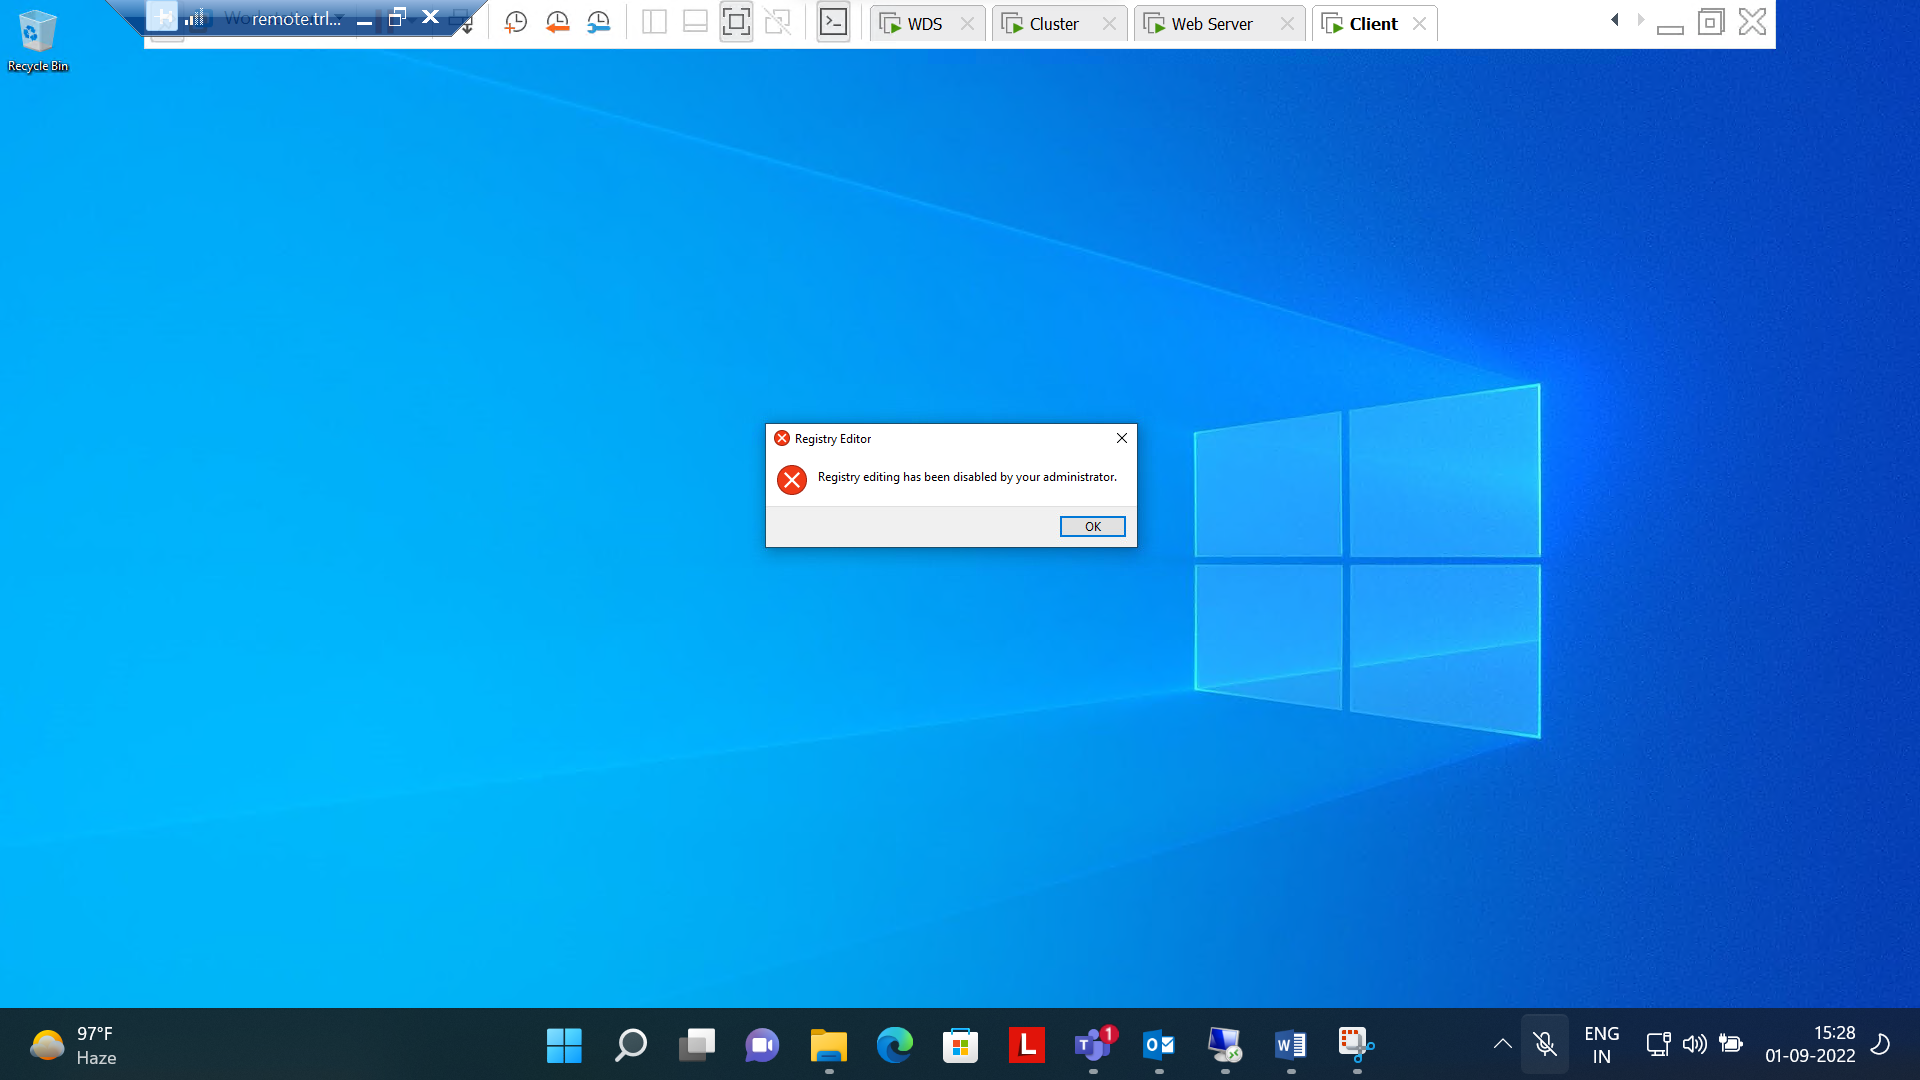 remote.trl...
WDS
Cluster
Web Server
Client
Recycle Bin
Registry Editor
Registry editing has been disabled by your administrator.
OK
97°F
Haze
L
T
1
O
W
ENG
IN
15:28
01-09-2022